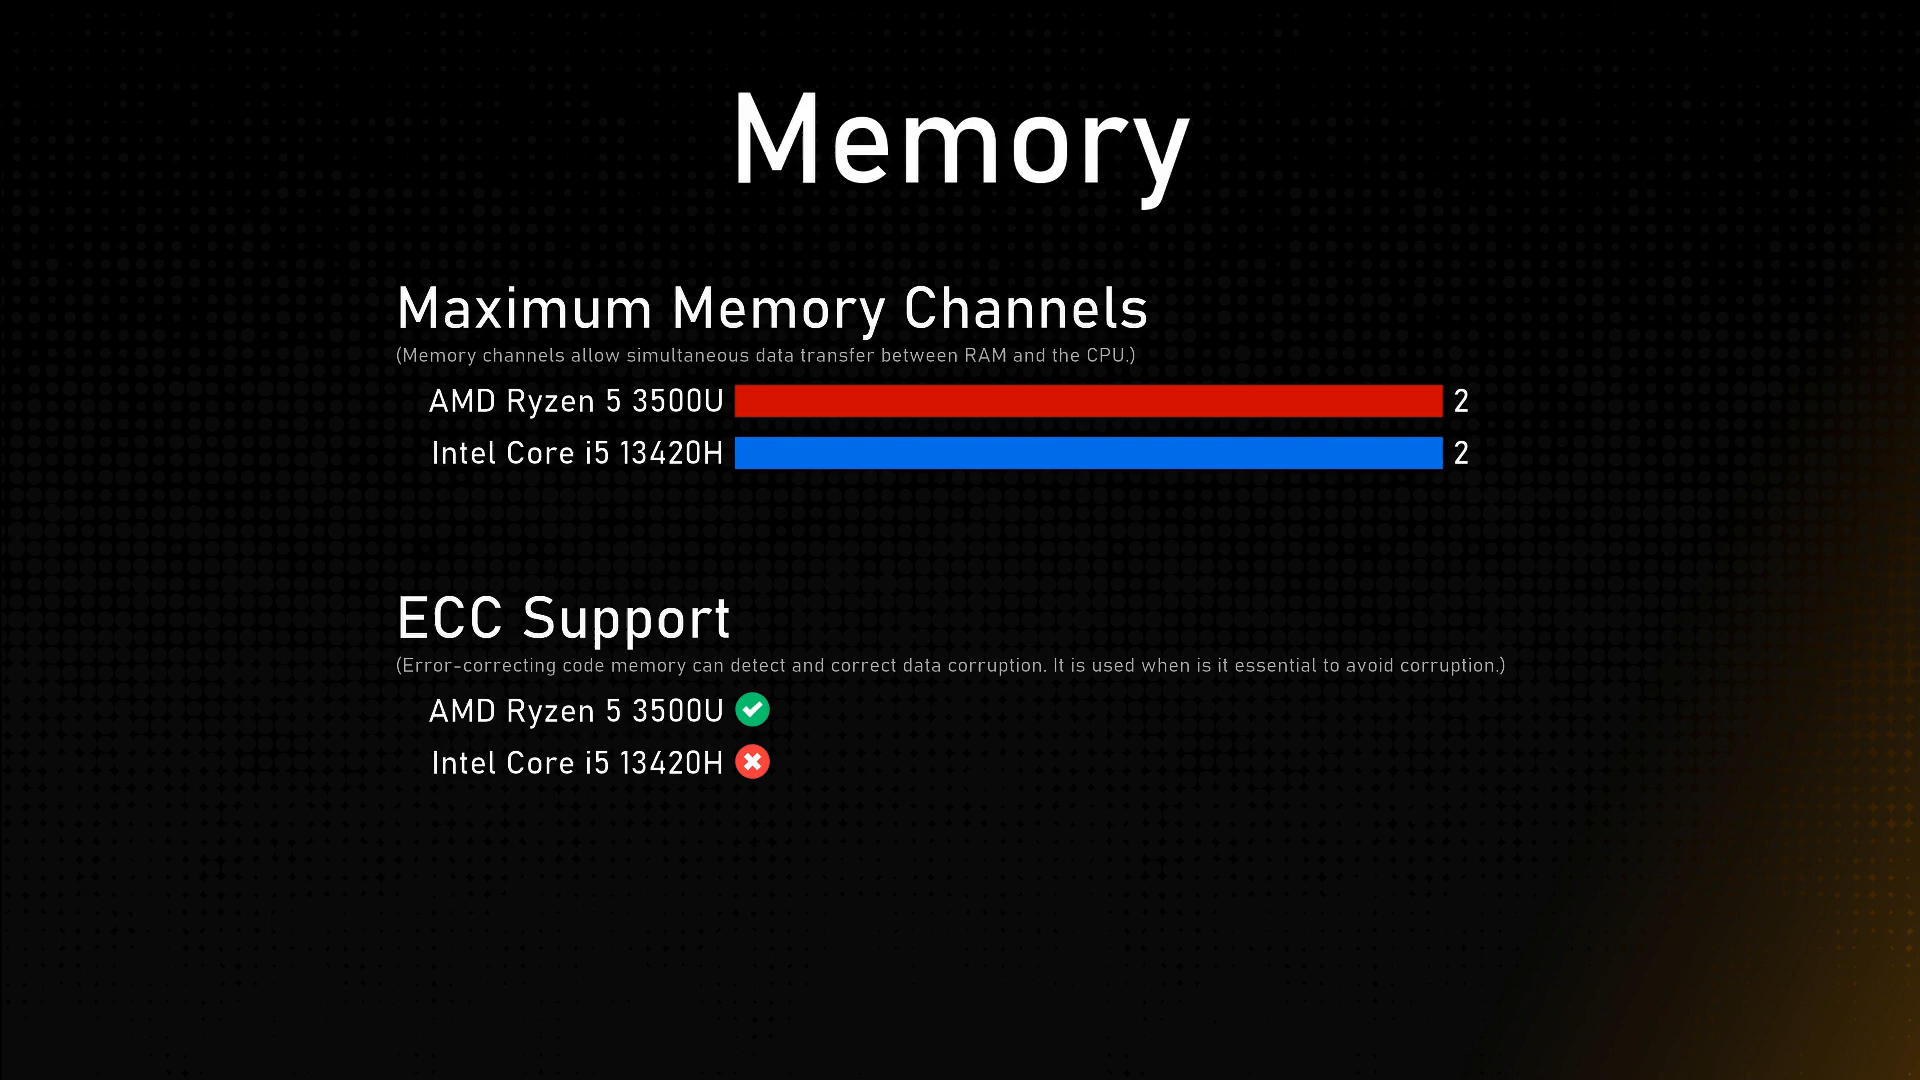 Memory
Maximum Memory Channels
(Memory channels allow simultaneous data transfer between RAM and the CPU.)
AMD Ryzen 5 3500U 2
Intel Core i5 13420H 2
ECC Support
(Error-correcting code memory can detect and correct data corruption. It is used when is it essential to avoid corruption.)
AMD Ryzen 5 3500U
Intel Core i5 13420H